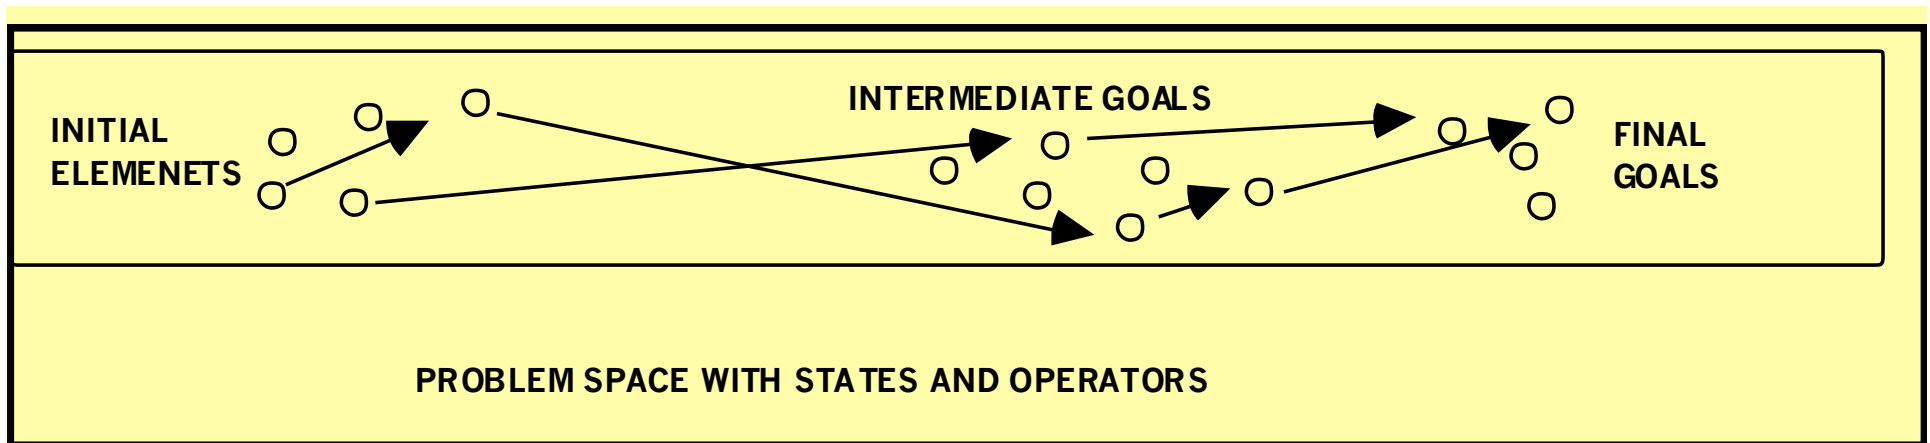 INITIAL
ELEMENETS
INTERMEDIATE GOALS
FINAL
GOALS
PROBLEM SPACE WITH STATES AND OPERATORS